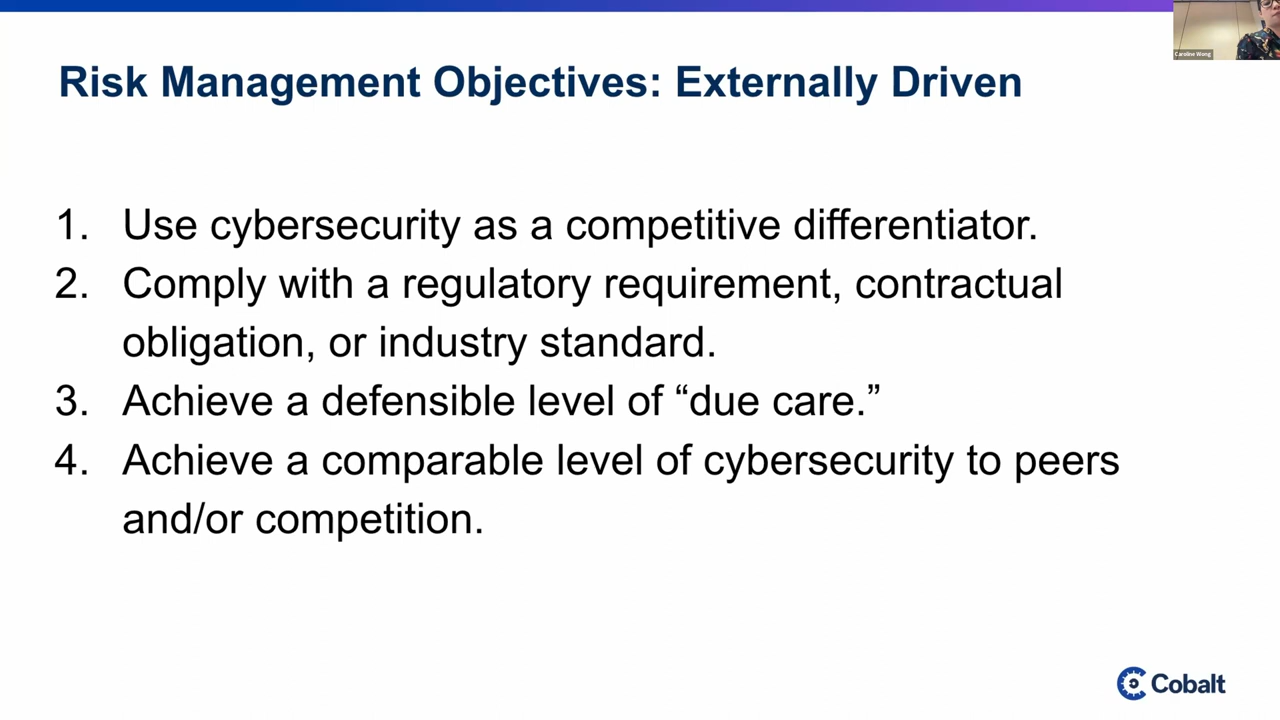 Caroline Wong
Risk Management Objectives: Externally Driven
1. Use cybersecurity as a competitive differentiator.
2. Comply with a regulatory requirement, contractual
obligation, or industry standard.
3. Achieve a defensible level of “due care.”
4. Achieve a comparable level of cybersecurity to peers
and/or competition.
Cobalt